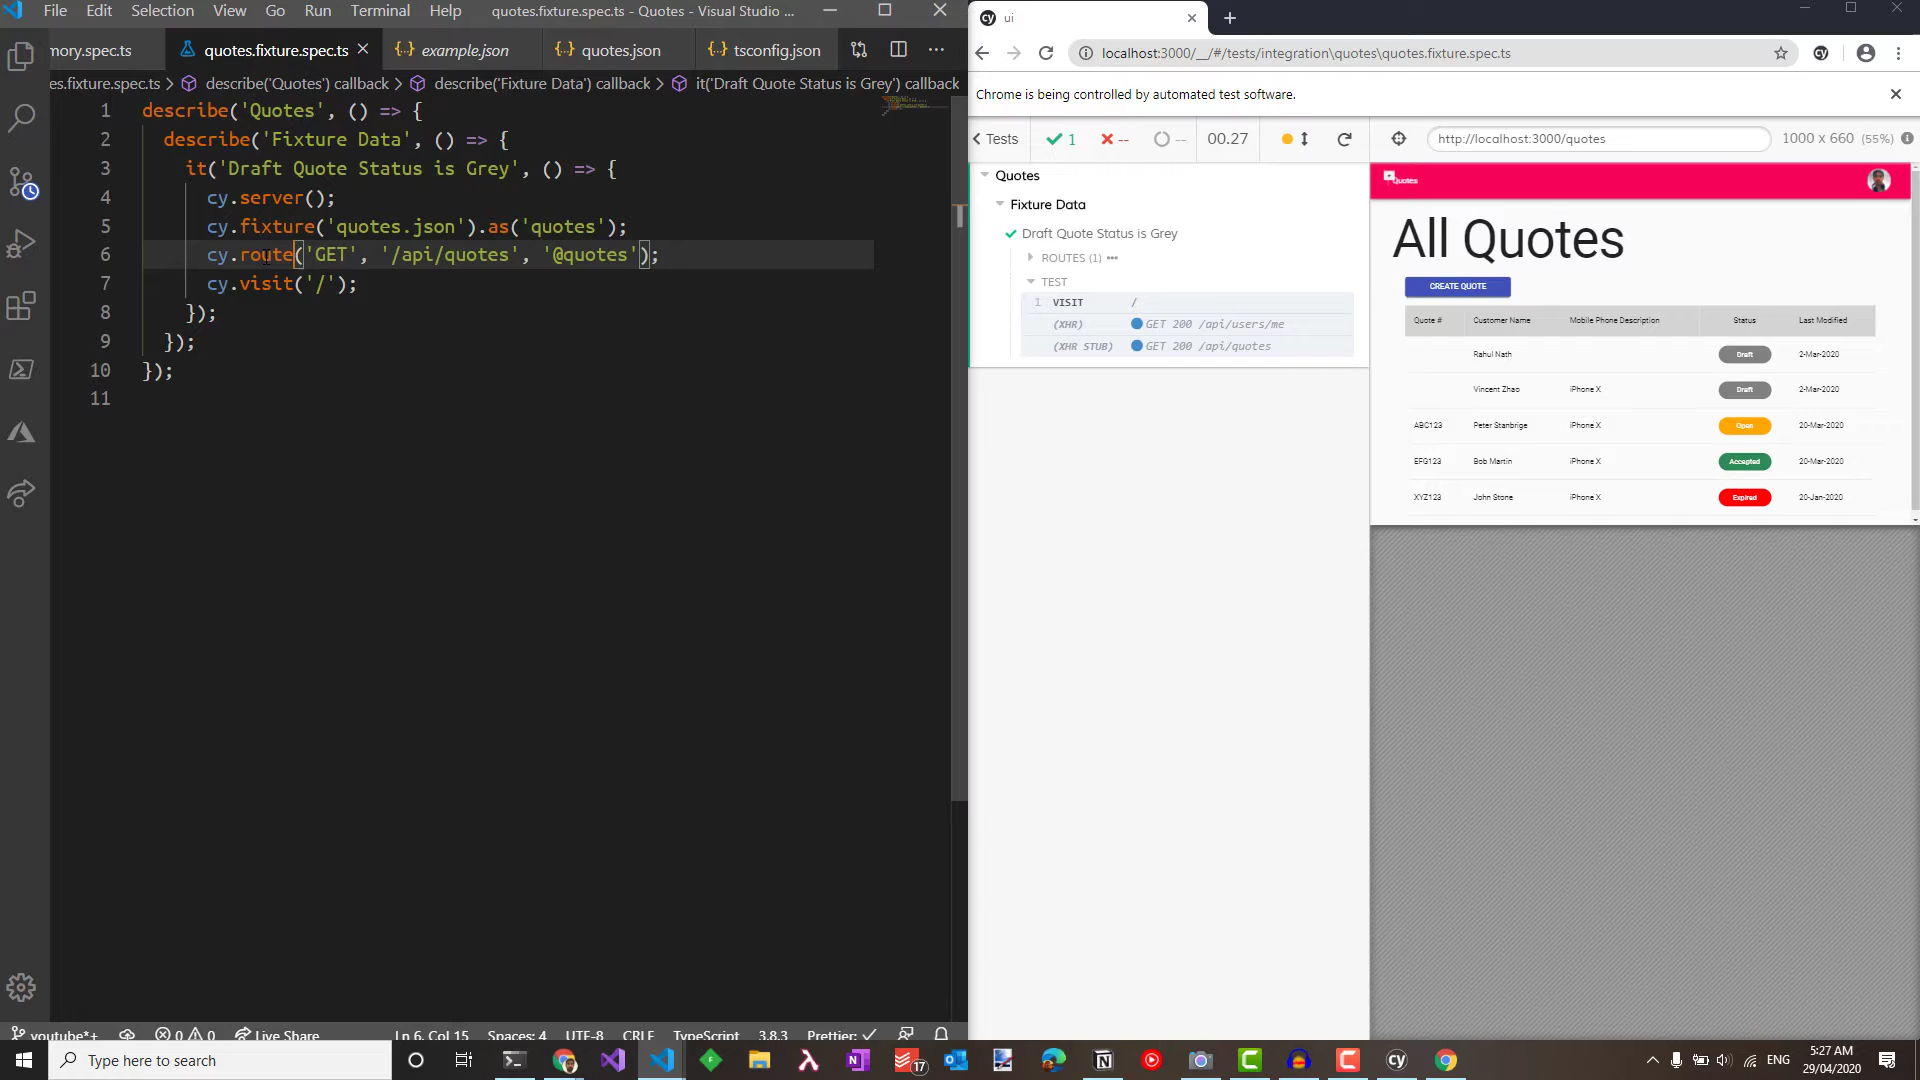 File Edit Selection View Go Run Terminal Help quotes.fixture.spec.ts - Quotes - Visual Studio ...
mory.spec.ts quotes.fixture.spec.ts example.json quotes.json tsconfig.json
es.fixture.spec.ts > describe('Quotes') callback > describe('Fixture Data') callback > it('Draft Quote Status is Grey') callback
1 describe('Quotes', () => {
2 describe('Fixture Data', () => {
3 it('Draft Quote Status is Grey', () => {
4 cy.server();
5 cy.fixture('quotes.json').as('quotes');
6 cy.route('GET', '/api/quotes', '@quotes');
7 cy.visit('/');
8 });
9 });
10 });
11
youtube*+ 0 0 Live Share Ln 6, Col 15 Spaces: 4 UTF-8 CRLF TypeScript 3.8.3 Prettier: ✓
cy ui
localhost:3000/__/#/tests/integration\quotes\quotes.fixture.spec.ts cy
Chrome is being controlled by automated test software.
< Tests ✓ 1 ✗ -- -- 00.27 http://localhost:3000/quotes 1000 x 660 (55%)
Quotes
Fixture Data
Draft Quote Status is Grey
ROUTES (1) •••
TEST
1 VISIT /
(XHR) GET 200 /api/users/me
(XHR STUB) GET 200 /api/quotes
Quotes
All Quotes
CREATE QUOTE
Quote # Customer Name Mobile Phone Description Status Last Modified
Rahul Nath Draft 2-Mar-2020
Vincent Zhao iPhone X Draft 2-Mar-2020
ABC123 Peter Stanbrige iPhone X Open 20-Mar-2020
EFG123 Bob Martin iPhone X Accepted 20-Mar-2020
XYZ123 John Stone iPhone X Expired 20-Jan-2020
Type here to search 17 cy ENG 5:27 AM
29/04/2020